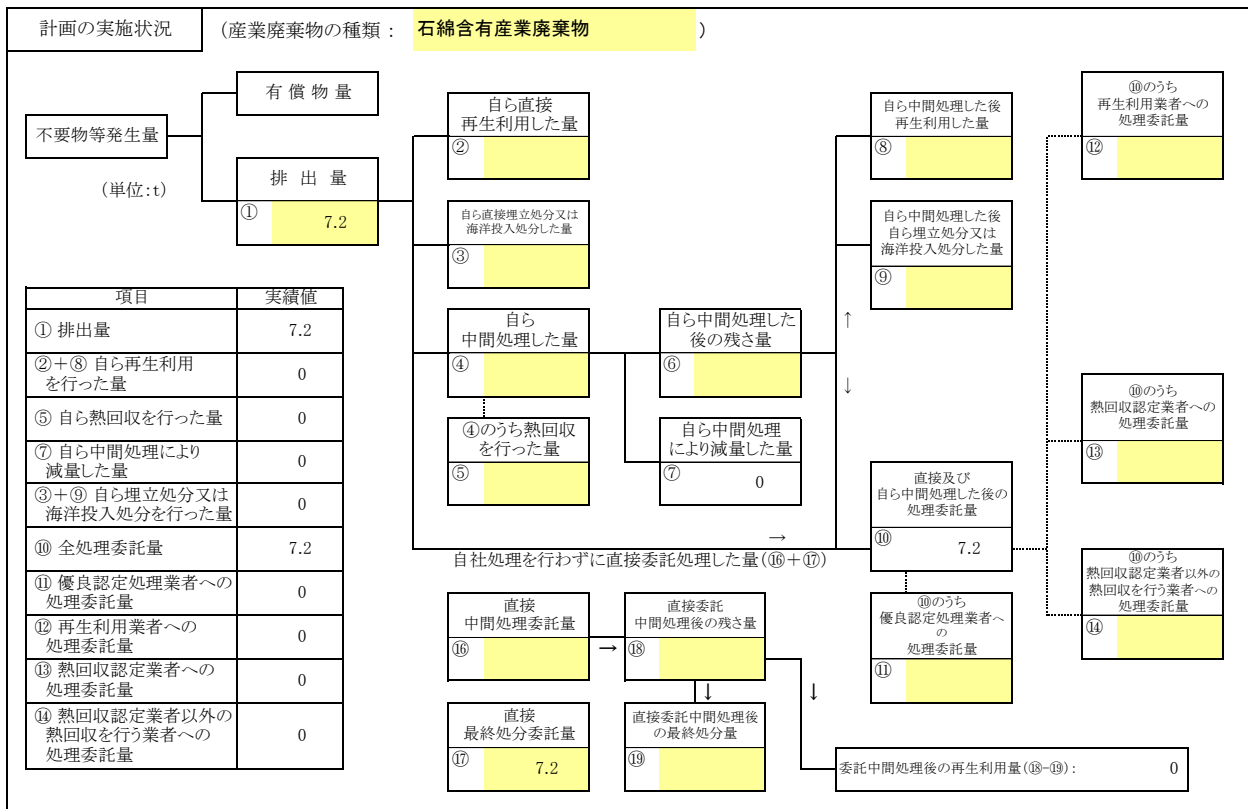 計画の実施状況
(産業廃棄物の種類： 石綿含有産業廃棄物 )
不要物等発生量
(単位:t)
有償物量
排出量
① 7.2
自ら直接
再生利用した量
②
自ら直接埋立処分又は
海洋投入処分した量
③
自ら
中間処理した量
④
④のうち熱回収
を行った量
⑤
自ら中間処理した
後の残さ量
⑥
自ら中間処理
により減量した量
⑦ 0
自ら中間処理した後
再生利用した量
⑧
自ら中間処理した後
自ら埋立処分又は
海洋投入処分した量
⑨
↑
↓
直接及び
自ら中間処理した後の
処理委託量
⑩ 7.2
→
自社処理を行わずに直接委託処理した量(⑯+⑰)
⑩のうち
優良認定処理業者へ
の
処理委託量
⑪
⑩のうち
再生利用業者への
処理委託量
⑫
⑩のうち
熱回収認定業者への
処理委託量
⑬
⑩のうち
熱回収認定業者以外の
熱回収を行う業者への
処理委託量
⑭
直接
中間処理委託量
⑯
→
直接委託
中間処理後の残さ量
⑱
↓
↓
直接
最終処分委託量
⑰ 7.2
直接委託中間処理後
の最終処分量
⑲
委託中間処理後の再生利用量(⑱-⑲)： 0
項目 実績値
① 排出量 7.2
②+⑧ 自ら再生利用
を行った量 0
⑤ 自ら熱回収を行った量 0
⑦ 自ら中間処理により
減量した量 0
③+⑨ 自ら埋立処分又は
海洋投入処分を行った量 0
⑩ 全処理委託量 7.2
⑪ 優良認定処理業者への
処理委託量 0
⑫ 再生利用業者への
処理委託量 0
⑬ 熱回収認定業者への
処理委託量 0
⑭ 熱回収認定業者以外の
熱回収を行う業者への
処理委託量 0